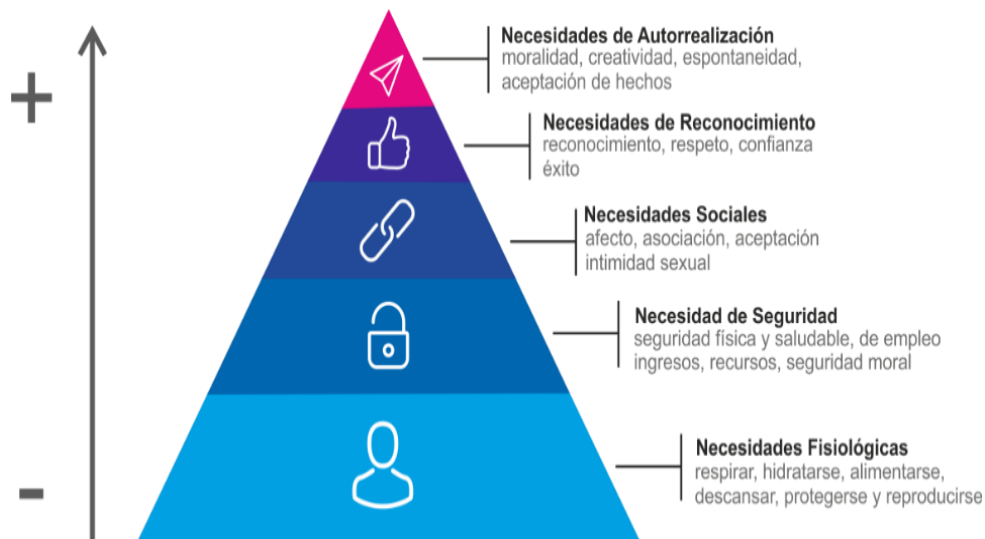 +
Necesidades de Autorrealización
moralidad, creatividad, espontaneidad,
aceptación de hechos
Necesidades de Reconocimiento
reconocimiento, respeto, confianza
éxito
Necesidades Sociales
afecto, asociación, aceptación
intimidad sexual
Necesidad de Seguridad
seguridad física y saludable, de empleo
ingresos, recursos, seguridad moral
Necesidades Fisiológicas
respirar, hidratarse, alimentarse,
descansar, protegerse y reproducirse
-